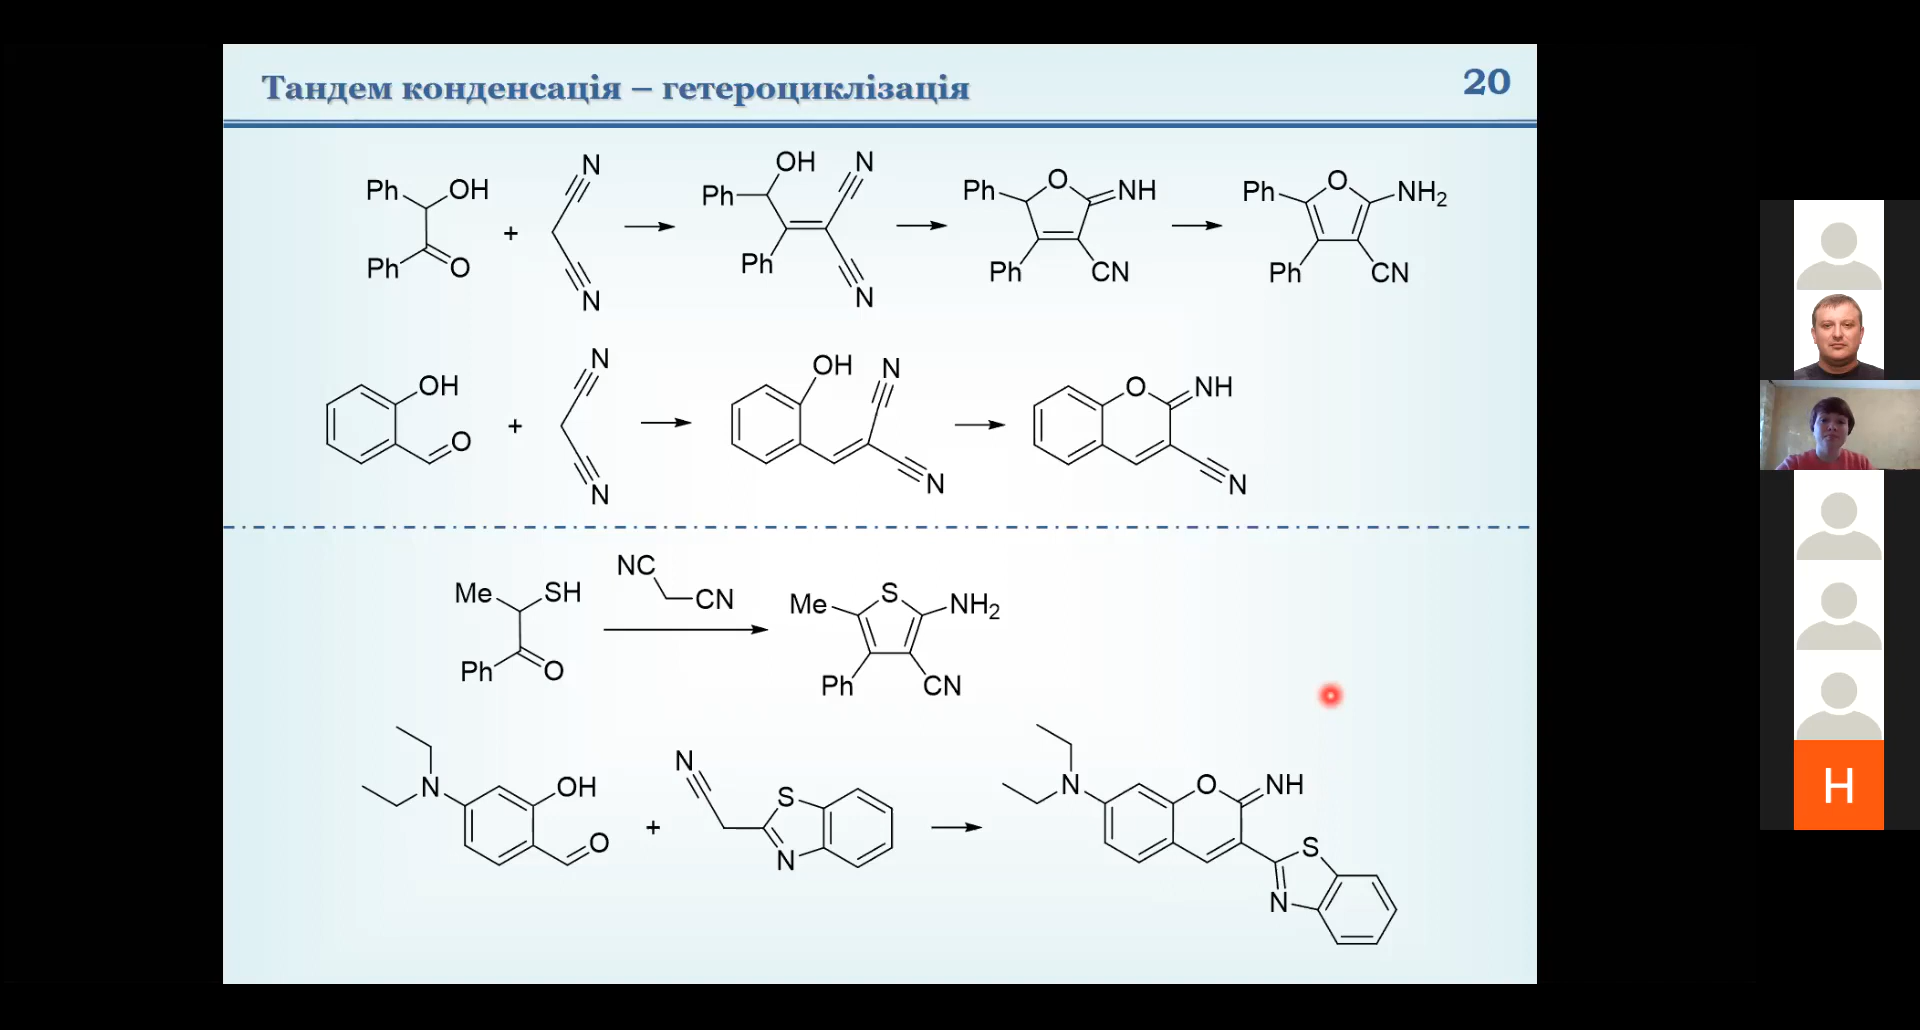 Тандем конденсація – гетероциклізація
20
Ph OH
Ph O
+
N
N
OH
Ph
Ph
N
N
Ph O NH
Ph CN
Ph O NH2
Ph CN
OH
O
+
N
N
OH
N
N
O NH
N
Me SH
Ph O
NC
CN
Me S NH2
Ph CN
N OH
O
+
N
S
N
N O NH
S
N
H